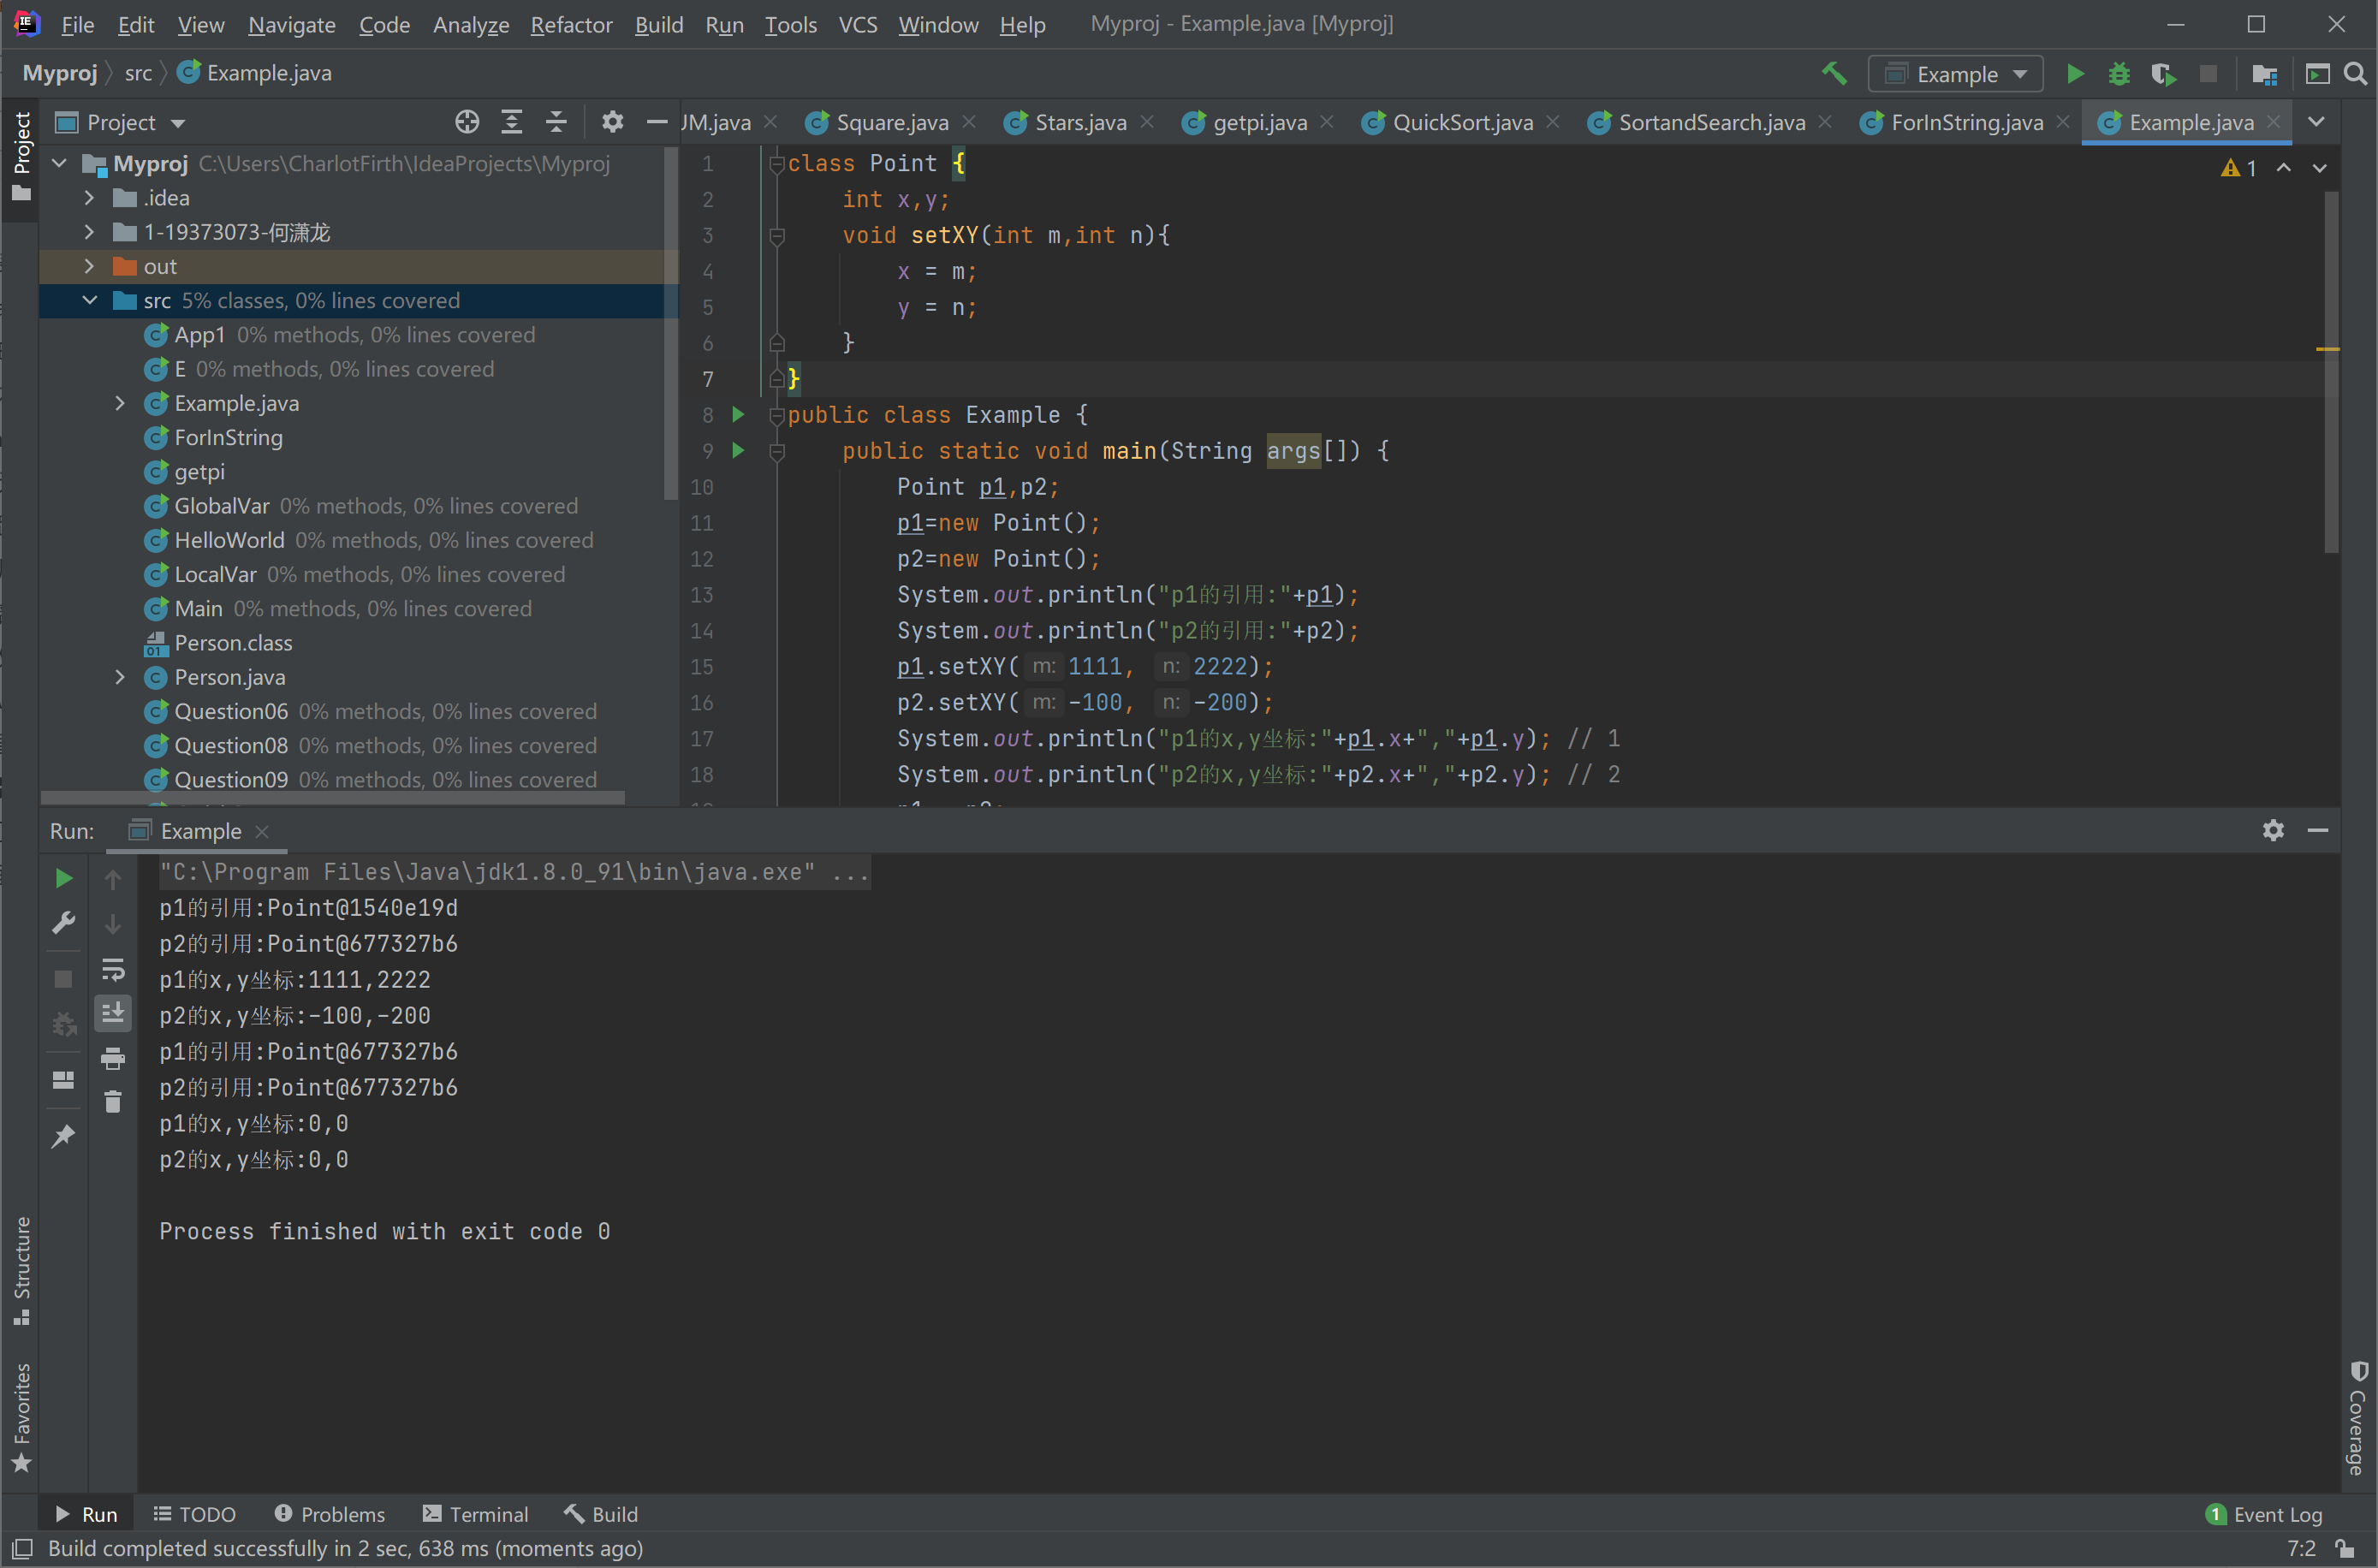 File Edit View Navigate Code Analyze Refactor Build Run Tools VCS Window Help Myproj - Example.java [Myproj]
Myproj src Example.java Example
Project
Project
JM.java Square.java Stars.java getpi.java QuickSort.java SortandSearch.java ForInString.java Example.java
Myproj C:\Users\CharlotFirth\IdeaProjects\Myproj
.idea
1-19373073-何潇龙
out
src 5% classes, 0% lines covered
App1 0% methods, 0% lines covered
E 0% methods, 0% lines covered
Example.java
ForInString
getpi
GlobalVar 0% methods, 0% lines covered
HelloWorld 0% methods, 0% lines covered
LocalVar 0% methods, 0% lines covered
Main 0% methods, 0% lines covered
Person.class
Person.java
Question06 0% methods, 0% lines covered
Question08 0% methods, 0% lines covered
Question09 0% methods, 0% lines covered
1
1 class Point {
2 int x,y;
3 void setXY(int m,int n){
4 x = m;
5 y = n;
6 }
7 }
8 public class Example {
9 public static void main(String args[]) {
10 Point p1,p2;
11 p1=new Point();
12 p2=new Point();
13 System.out.println("p1的引用:"+p1);
14 System.out.println("p2的引用:"+p2);
15 p1.setXY( m: 1111, n: 2222);
16 p2.setXY( m: -100, n: -200);
17 System.out.println("p1的x,y坐标:"+p1.x+","+p1.y); // 1
18 System.out.println("p2的x,y坐标:"+p2.x+","+p2.y); // 2
Run: Example
"C:\Program Files\Java\jdk1.8.0_91\bin\java.exe" ...
p1的引用:Point@1540e19d
p2的引用:Point@677327b6
p1的x,y坐标:1111,2222
p2的x,y坐标:-100,-200
p1的引用:Point@677327b6
p2的引用:Point@677327b6
p1的x,y坐标:0,0
p2的x,y坐标:0,0
Process finished with exit code 0
Structure
Favorites
Coverage
Run TODO Problems Terminal Build 1 Event Log
Build completed successfully in 2 sec, 638 ms (moments ago) 7:2